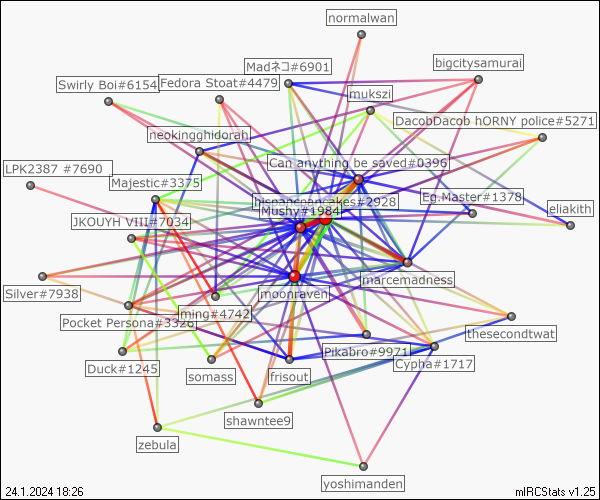 normalwan
bigcitysamurai
Madネコ#6901
Swirly Boi#6154
Fedora Stoat#4479
mukszi
DacobDacob hORNY police#5271
neokingghidorah
Can anything be saved#0396
LPK2387 #7690
Majestic#3375
Eg.Master#1378
hispanicpancakes#2928
Mushy#1984
eliakith
JKOUYH VIII#7034
marcemadness
Silver#7938
moonraven
ming#4742
Pocket Persona#3326
thesecondtwat
Pikabro#9971
Cypha#1717
Duck#1245
somass
frisout
shawntee9
zebula
yoshimanden
24.1.2024 18:26
mIRCStats v1.25